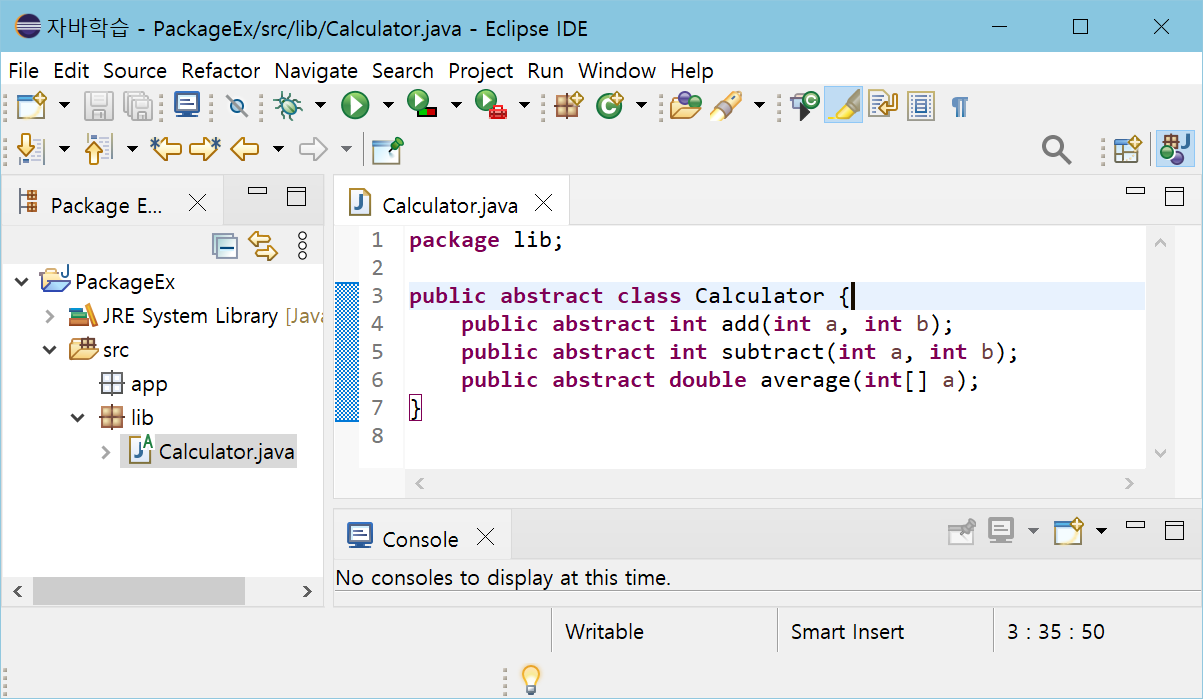 자바학습 - PackageEx/src/lib/Calculator.java - Eclipse IDE
File Edit Source Refactor Navigate Search Project Run Window Help
Package E...
PackageEx
JRE System Library [Java
src
app
lib
Calculator.java
Calculator.java
1 package lib;
2
3 public abstract class Calculator {
4 public abstract int add(int a, int b);
5 public abstract int subtract(int a, int b);
6 public abstract double average(int[] a);
7 }
8
Console
No consoles to display at this time.
Writable Smart Insert 3 : 35 : 50